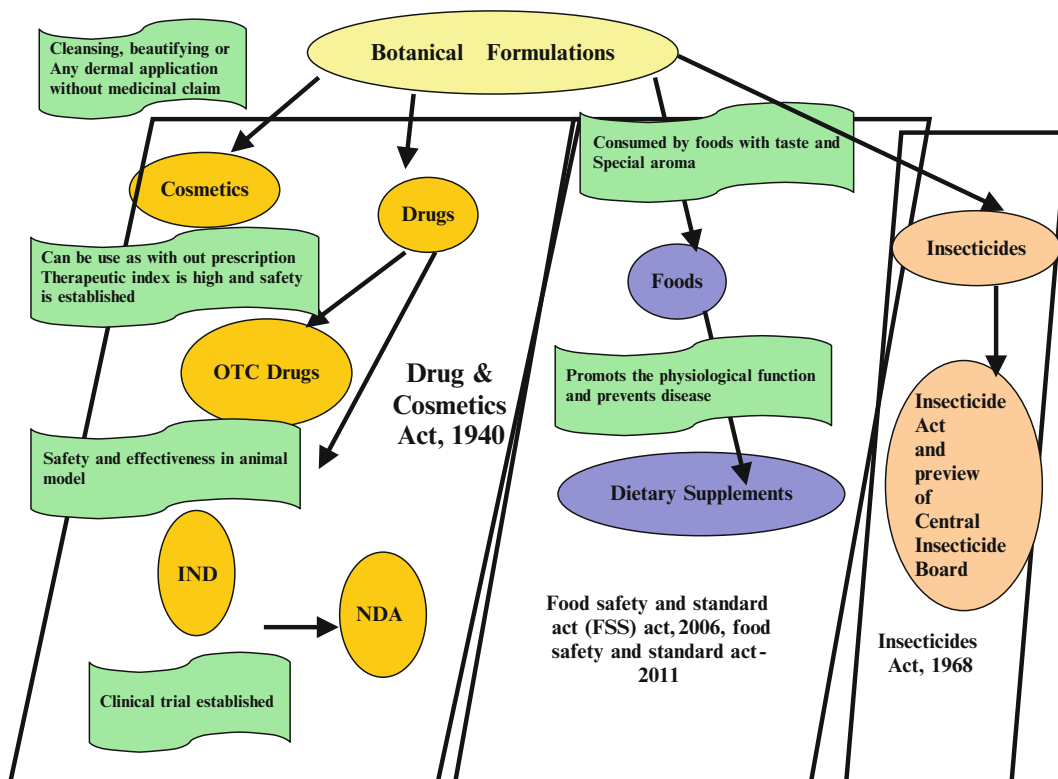 Botanical Formulations
Cleansing, beautifying or
Any dermal application
without medicinal claim
Consumed by foods with taste and
Special aroma
Cosmetics
Drugs
Insecticides
Can be use as with out prescription
Therapeutic index is high and safety
is established
Foods
OTC Drugs
Drug &
Cosmetics
Act, 1940
Promots the physiological function
and prevents disease
Insecticide
Act
and
preview
of
Central
Insecticide
Board
Safety and effectiveness in animal
model
Dietary Supplements
IND
NDA
Food safety and standard
act (FSS) act, 2006, food
safety and standard act-
2011
Insecticides
Act, 1968
Clinical trial established